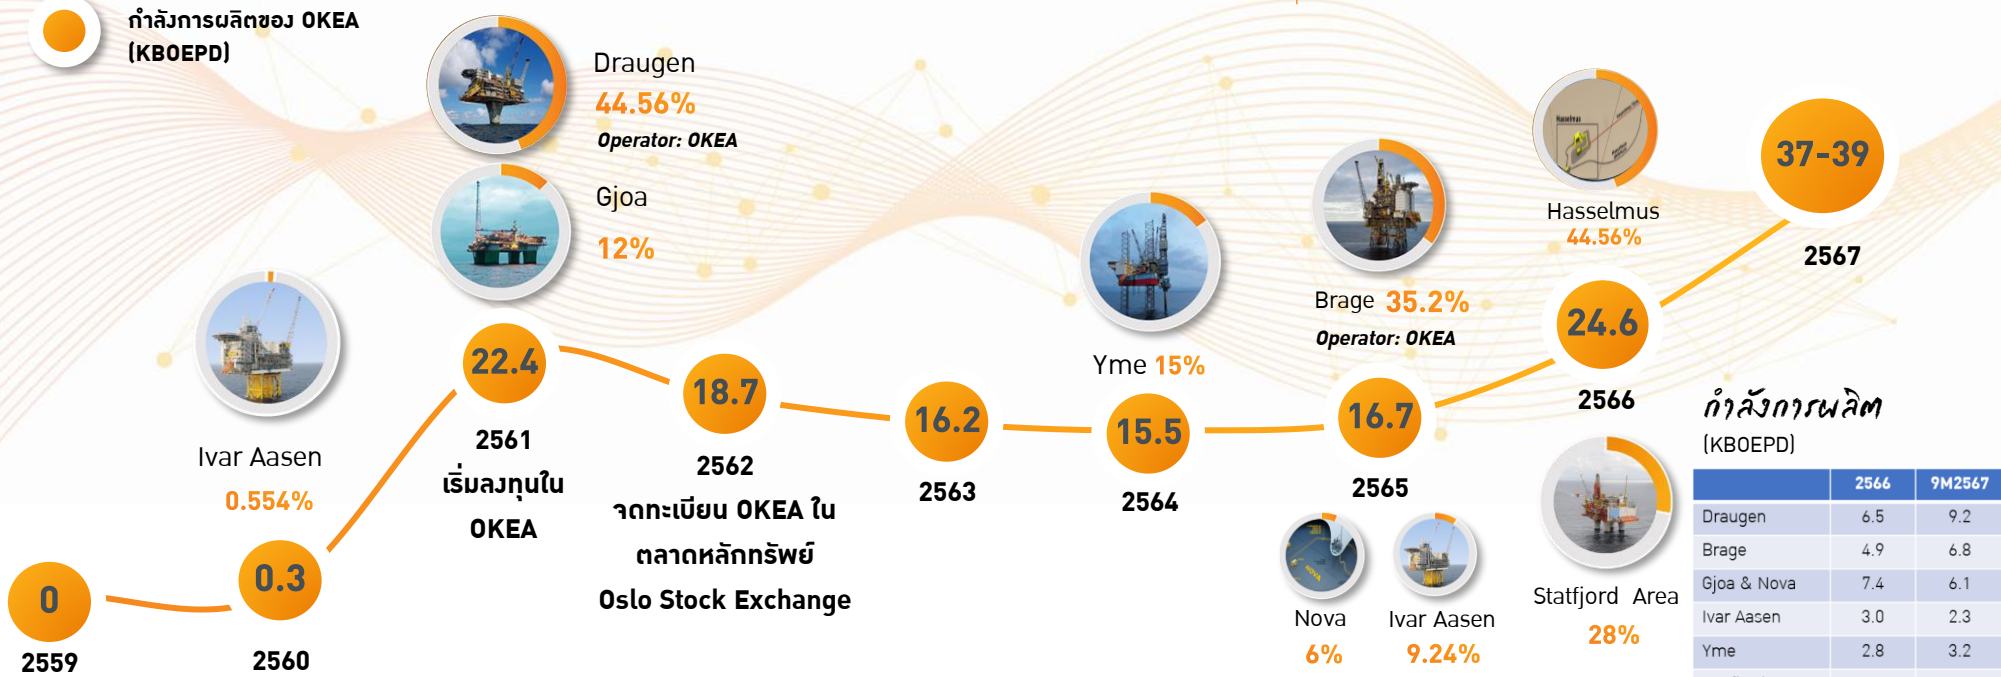 กำลังการผลิตของ OKEA
(KBOEPD)
Draugen
44.56%
Operator: OKEA
Gjoa
12%
Ivar Aasen
0.554%
Yme 15%
Brage 35.2%
Operator: OKEA
Hasselmus
Hasselmus
44.56%
0
2559
0.3
2560
22.4
2561
เริ่มลงทุนใน
OKEA
18.7
2562
จดทะเบียน OKEA ใน
ตลาดหลักทรัพย์
Oslo Stock Exchange
16.2
2563
15.5
2564
16.7
2565
NOVA
Nova
6%
Ivar Aasen
9.24%
24.6
2566
Statfjord Area
28%
37-39
2567
กำลังการผลิต
(KBOEPD)
2566 9M2567
Draugen 6.5 9.2
Brage 4.9 6.8
Gjoa & Nova 7.4 6.1
Ivar Aasen 3.0 2.3
Yme 2.8 3.2